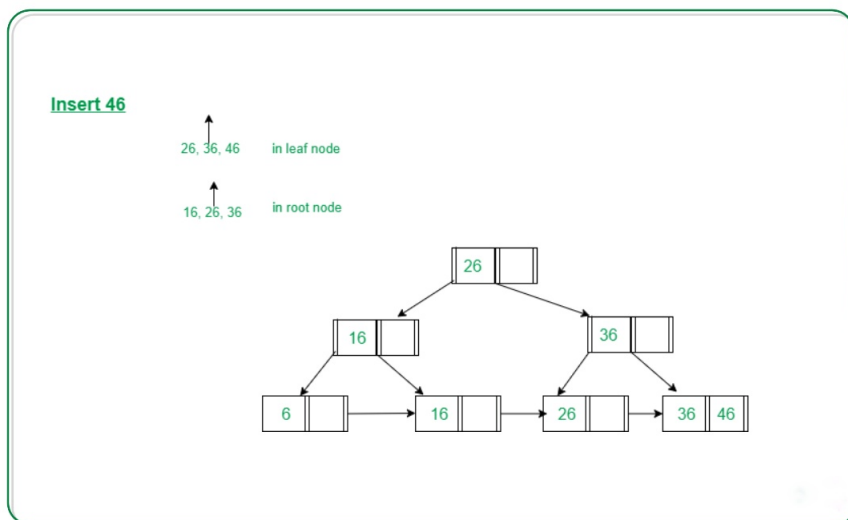 Insert 46
26, 36, 46 in leaf node
16, 26, 36 in root node
26
16
36
6
16
26
36 46